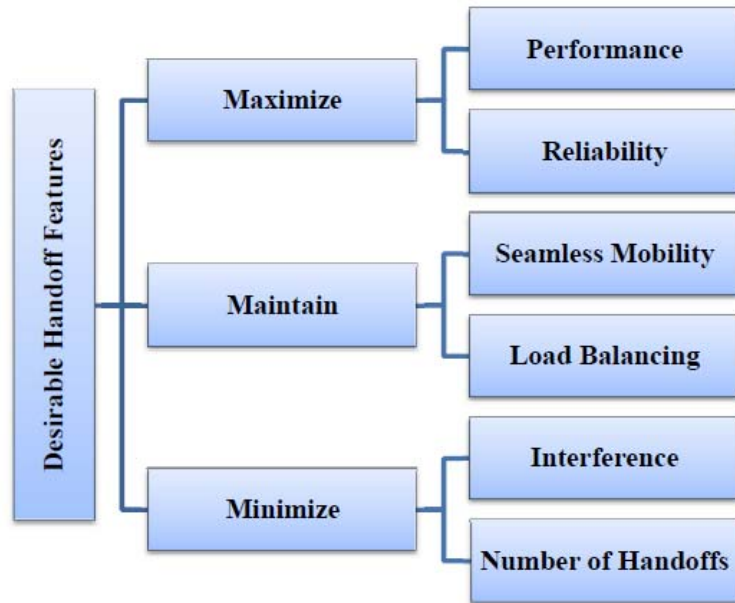 Desirable Handoff Features
Maximize
Performance
Reliability
Maintain
Seamless Mobility
Load Balancing
Minimize
Interference
Number of Handoffs